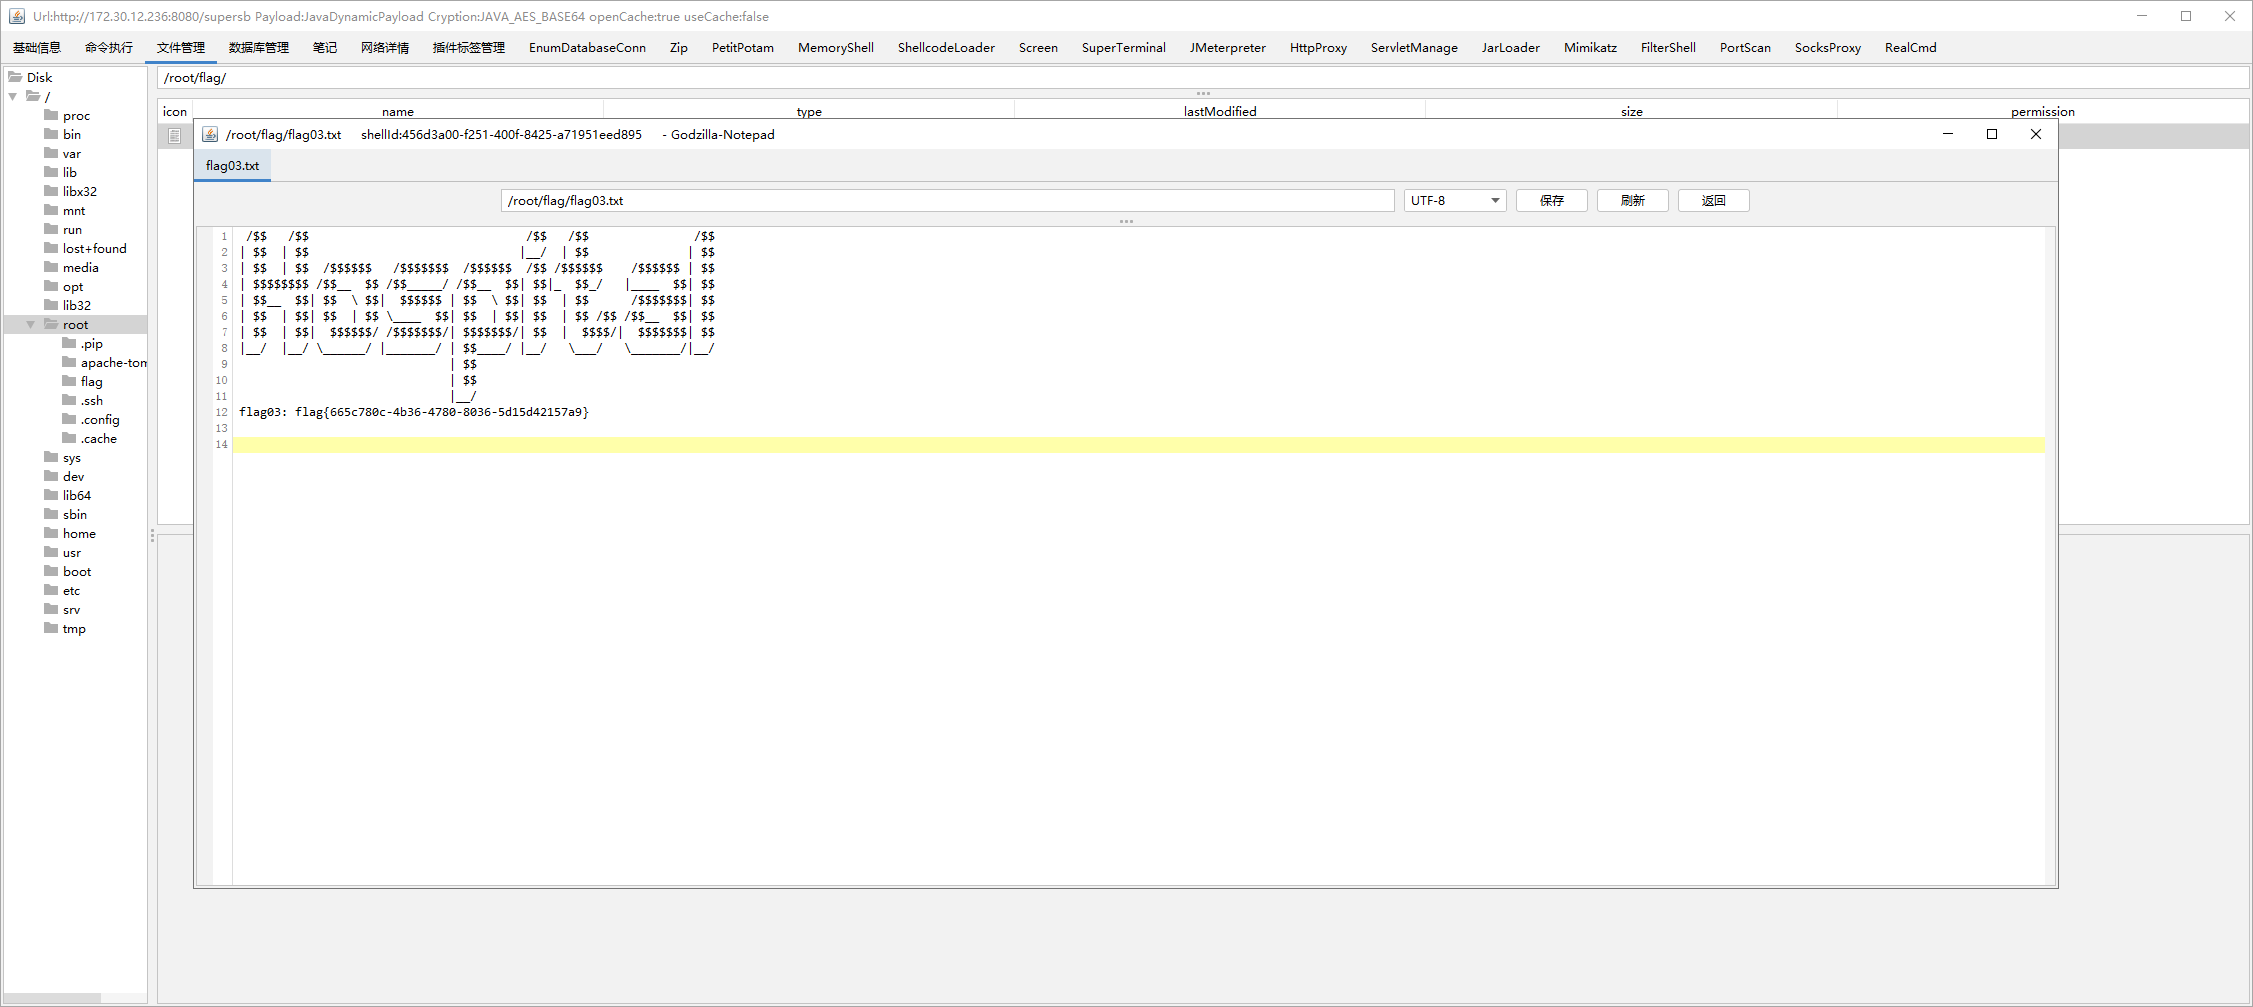 Url:http://172.30.12.236:8080/supersb Payload:JavaDynamicPayload Cryption:JAVA_AES_BASE64 openCache:true useCache:false
基础信息 命令执行 文件管理 数据库管理 笔记 网络详情 插件标签管理 EnumDatabaseConn Zip PetitPotam MemoryShell ShellcodeLoader Screen SuperTerminal JMeterpreter HttpProxy ServletManage JarLoader Mimikatz FilterShell PortScan SocksProxy RealCmd
Disk
/
proc
bin
var
lib
libx32
mnt
run
lost+found
media
opt
lib32
root
.pip
apache-tom
flag
.ssh
.config
.cache
sys
dev
lib64
sbin
home
usr
boot
etc
srv
tmp
/root/flag/
icon name type lastModified size permission
/root/flag/flag03.txt shellId:456d3a00-f251-400f-8425-a71951eed895 - Godzilla-Notepad
flag03.txt
/root/flag/flag03.txt UTF-8 保存 刷新 返回
1  /$$   /$$                               /$$   /$$               /$$
2 | $$  | $$                              |__/  | $$              | $$
3 | $$  | $$  /$$$$$$   /$$$$$$$  /$$$$$$  /$$ /$$$$$$    /$$$$$$ | $$
4 | $$$$$$$$ /$$__  $$ /$$_____/ /$$__  $$| $$|_  $$_/   |____  $$| $$
5 | $$__  $$| $$  \ $$|  $$$$$$ | $$  \ $$| $$  | $$      /$$$$$$$| $$
6 | $$  | $$| $$  | $$ \____  $$| $$  | $$| $$  | $$ /$$ /$$__  $$| $$
7 | $$  | $$|  $$$$$$/ /$$$$$$$/| $$$$$$$/| $$  |  $$$$/|  $$$$$$$| $$
8 |__/  |__/ \______/ |_______/ | $$____/ |__/   \___/   \_______/|__/
9                               | $$
10                               | $$
11                               |__/
12 flag03: flag{665c780c-4b36-4780-8036-5d15d42157a9}
13
14